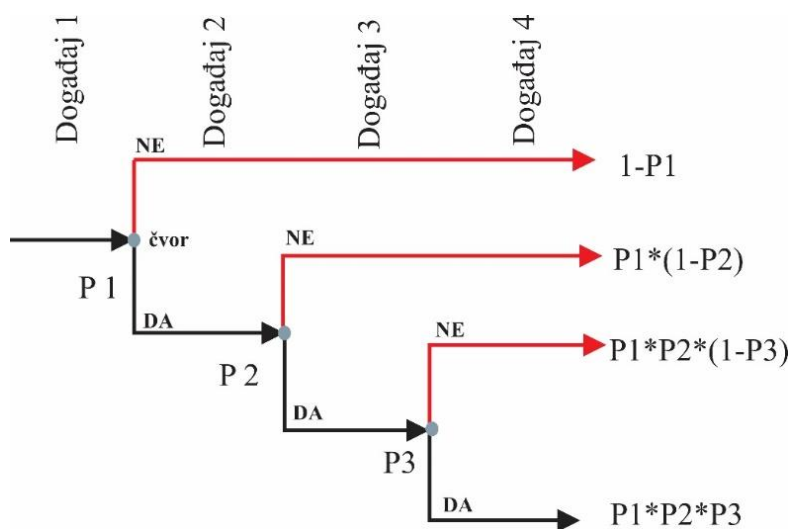 Događaj 1
Događaj 2
Događaj 3
Događaj 4
NE
1-P1
čvor
NE
P1*(1-P2)
P 1
DA
NE
P1*P2*(1-P3)
P 2
DA
P3
DA
P1*P2*P3